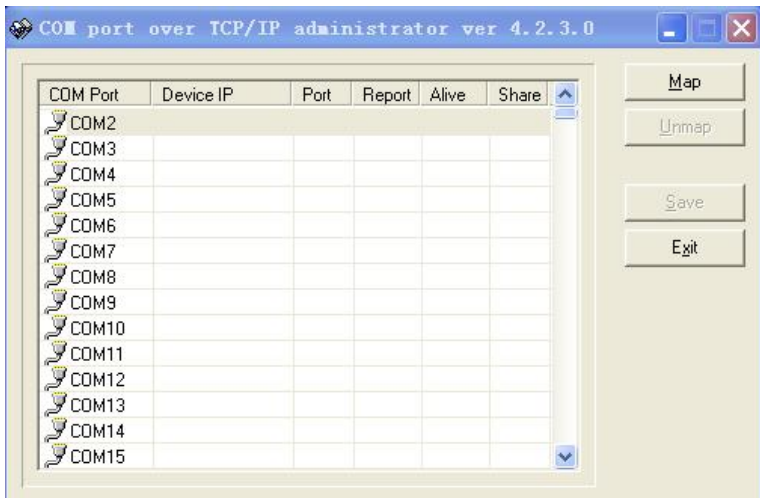 COM port over TCP/IP administrator ver 4.2.3.0
COM Port Device IP Port Report Alive Share
COM2
COM3
COM4
COM5
COM6
COM7
COM8
COM9
COM10
COM11
COM12
COM13
COM14
COM15
Map
Unmap
Save
Exit